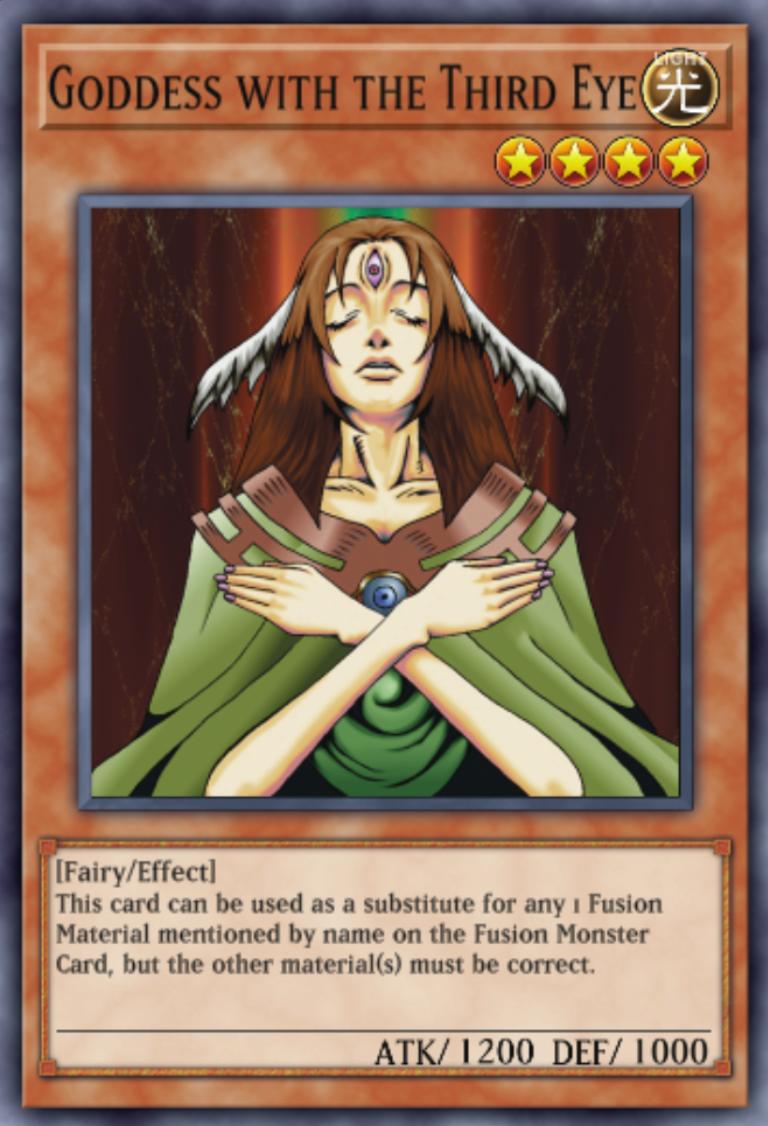 GODDESS WITH THE THIRD EYE
LIGHT
光
[Fairy/Effect]
This card can be used as a substitute for any 1 Fusion
Material mentioned by name on the Fusion Monster
Card, but the other material(s) must be correct.
ATK/ 1200 DEF/ 1000